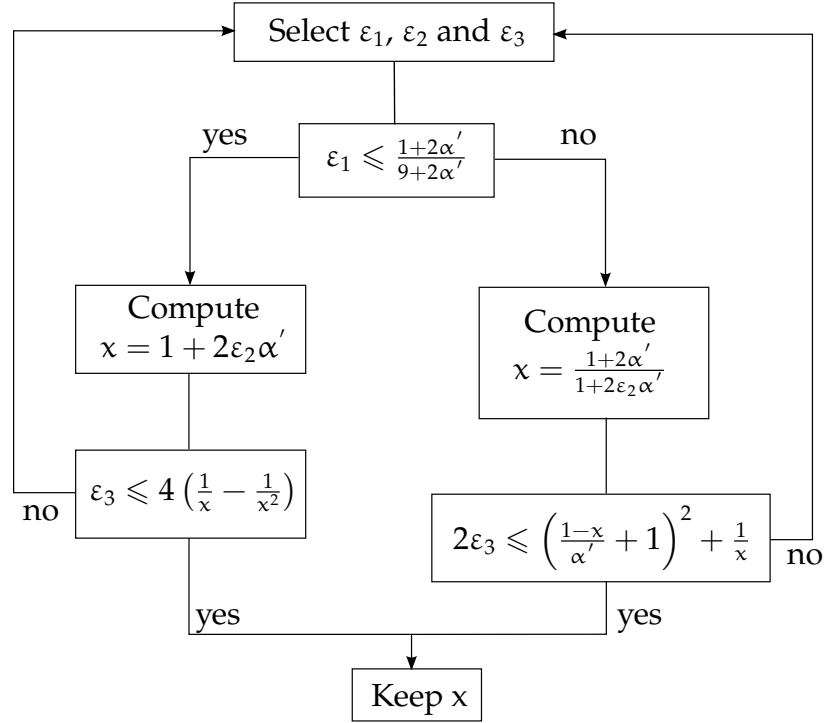 Select ε₁, ε₂ and ε₃
yes
no
ε₁ ⩽ (1+2α′)/(9+2α′)
Compute
x = 1 + 2ε₂α′
Compute
x = (1+2α′)/(1+2ε₂α′)
ε₃ ⩽ 4 (1/x − 1/x²)
no
2ε₃ ⩽ ((1−x)/α′ + 1)² + 1/x
no
yes
yes
Keep x